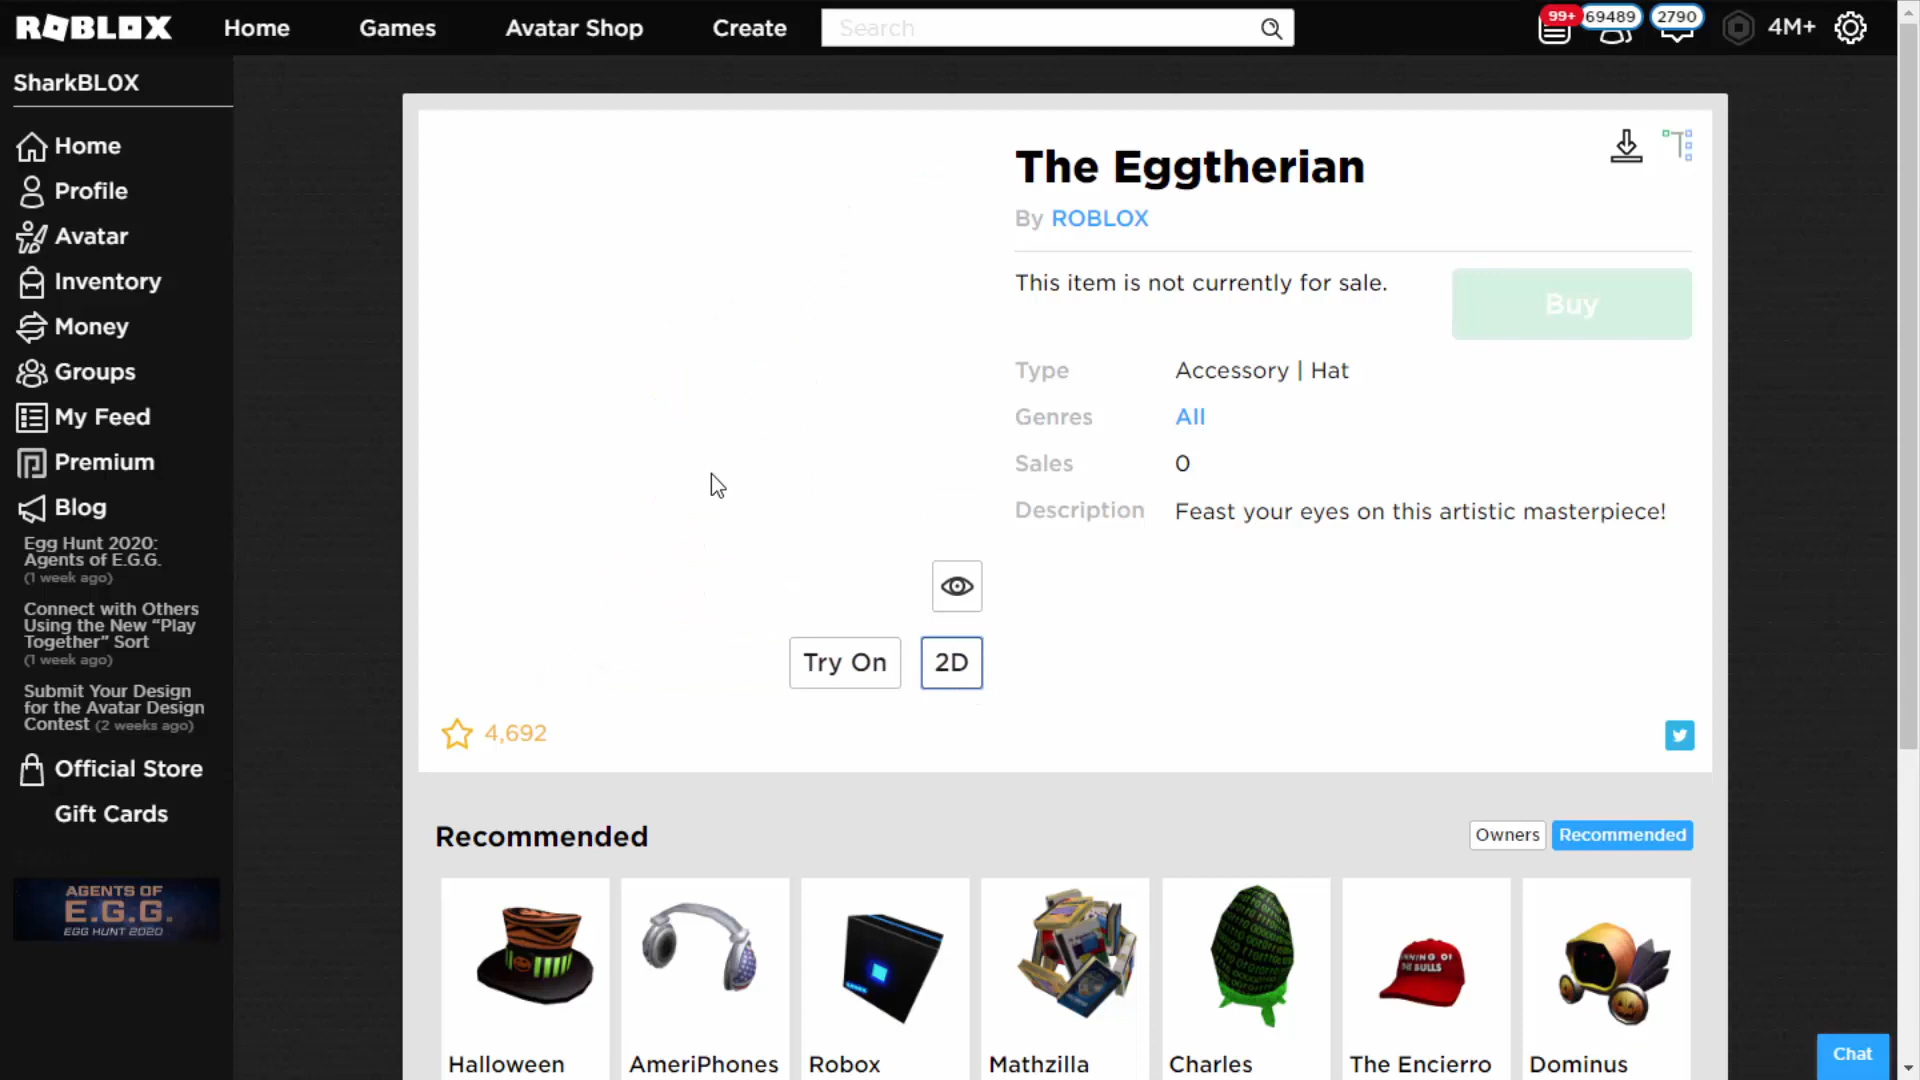 ROBLOX
Home
Games
Avatar Shop
Create
Search
99+
69489
2790
4M+
SharkBL0X
Home
Profile
Avatar
Inventory
Money
Groups
My Feed
Premium
Blog
Egg Hunt 2020:
Agents of E.G.G.
(1 week ago)
Connect with Others
Using the New “Play
Together” Sort
(1 week ago)
Submit Your Design
for the Avatar Design
Contest (2 weeks ago)
Official Store
Gift Cards
AGENTS OF
E.G.G.
EGG HUNT 2020
The Eggtherian
By ROBLOX
This item is not currently for sale.
Buy
Type
Accessory | Hat
Genres
All
Sales
0
Description
Feast your eyes on this artistic masterpiece!
Try On
2D
4,692
Recommended
Owners
Recommended
Halloween
AmeriPhones
Robox
Mathzilla
Charles
The Encierro
Dominus
Chat